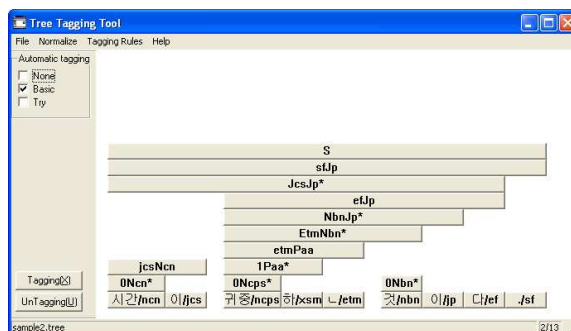 Tree Tagging Tool
File Normalize Tagging Rules Help
Automatic tagging
None
Basic
Try
S
sfJp
JcsJp*
efJp
NbnJp*
EtmNbn*
etmPaa
jcsNcn 1Paa*
0Ncn* 0Ncps* 0Nbn*
시간/ncn 이/jcs 귀중/ncps 하/xsm ㄴ/etm 것/nbn 이/jp 다/ef ./sf
Tagging(X)
UnTagging(U)
sample2.tree 2/13